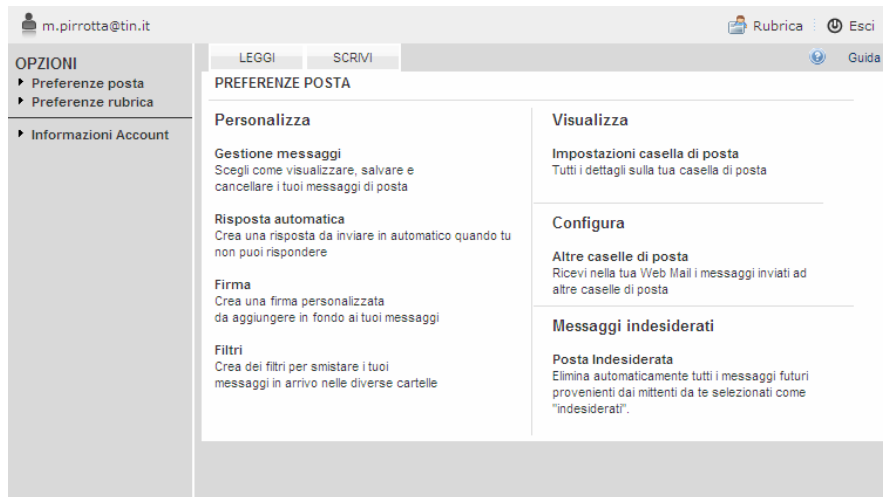 m.pirrotta@tin.it
Rubrica
Esci
OPZIONI
Preferenze posta
Preferenze rubrica
Informazioni Account
LEGGI
SCRIVI
Guida
PREFERENZE POSTA
Personalizza
Gestione messaggi
Scegli come visualizzare, salvare e
cancellare i tuoi messaggi di posta
Risposta automatica
Crea una risposta da inviare in automatico quando tu
non puoi rispondere
Firma
Crea una firma personalizzata
da aggiungere in fondo ai tuoi messaggi
Filtri
Crea dei filtri per smistare i tuoi
messaggi in arrivo nelle diverse cartelle
Visualizza
Impostazioni casella di posta
Tutti i dettagli sulla tua casella di posta
Configura
Altre caselle di posta
Ricevi nella tua Web Mail i messaggi inviati ad
altre caselle di posta
Messaggi indesiderati
Posta Indesiderata
Elimina automaticamente tutti i messaggi futuri
provenienti dai mittenti da te selezionati come
"indesiderati".